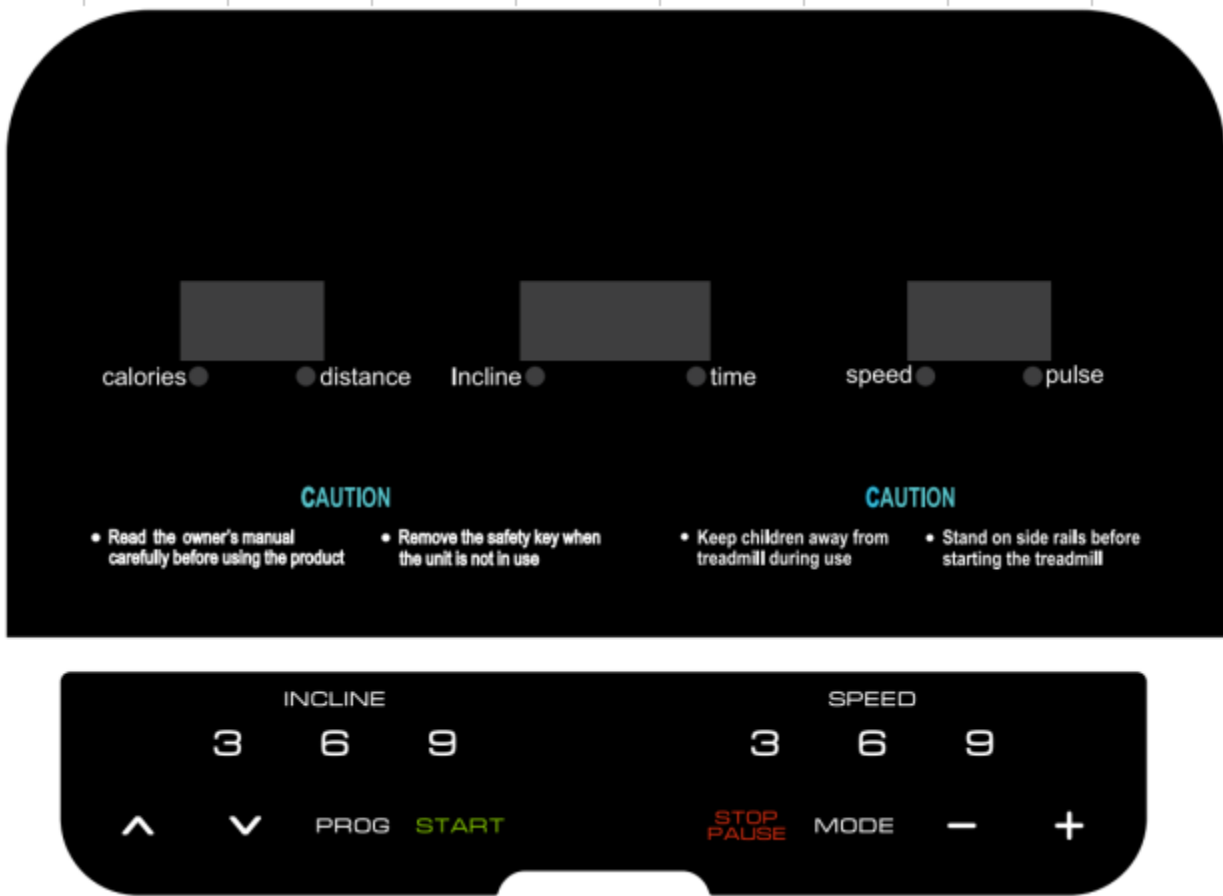 calories distance Incline time speed pulse
CAUTION CAUTION
• Read the owner's manual
carefully before using the product
• Remove the safety key when
the unit is not in use
• Keep children away from
treadmill during use
• Stand on side rails before
starting the treadmill
INCLINE SPEED
3 6 9 3 6 9
PROG START STOP
PAUSE MODE − +